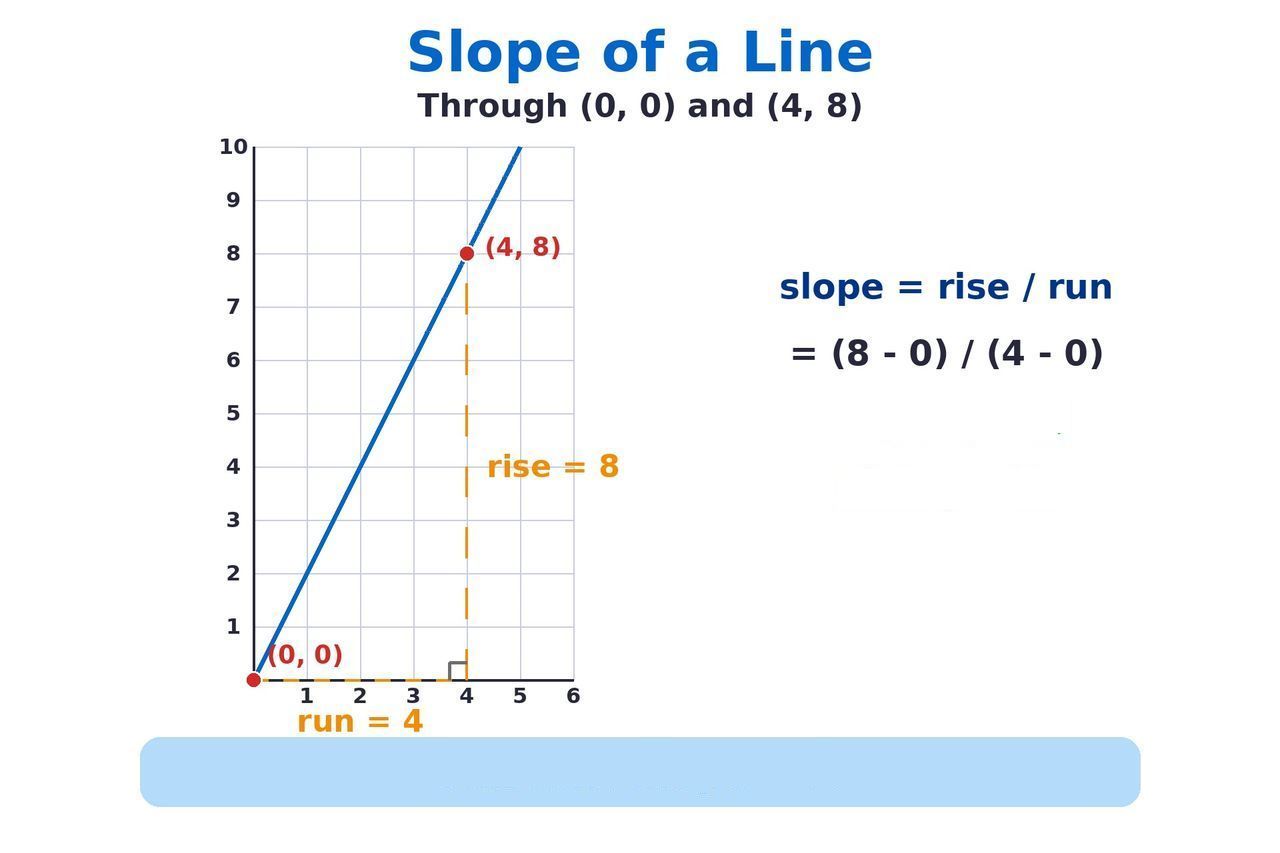 Slope of a Line
Through (0, 0) and (4, 8)
10
9
8
(4, 8)
7
6
5
4
3
2
1
rise = 8
(0, 0)
1 2 3 4 5 6
run = 4
slope = rise / run
= (8 - 0) / (4 - 0)